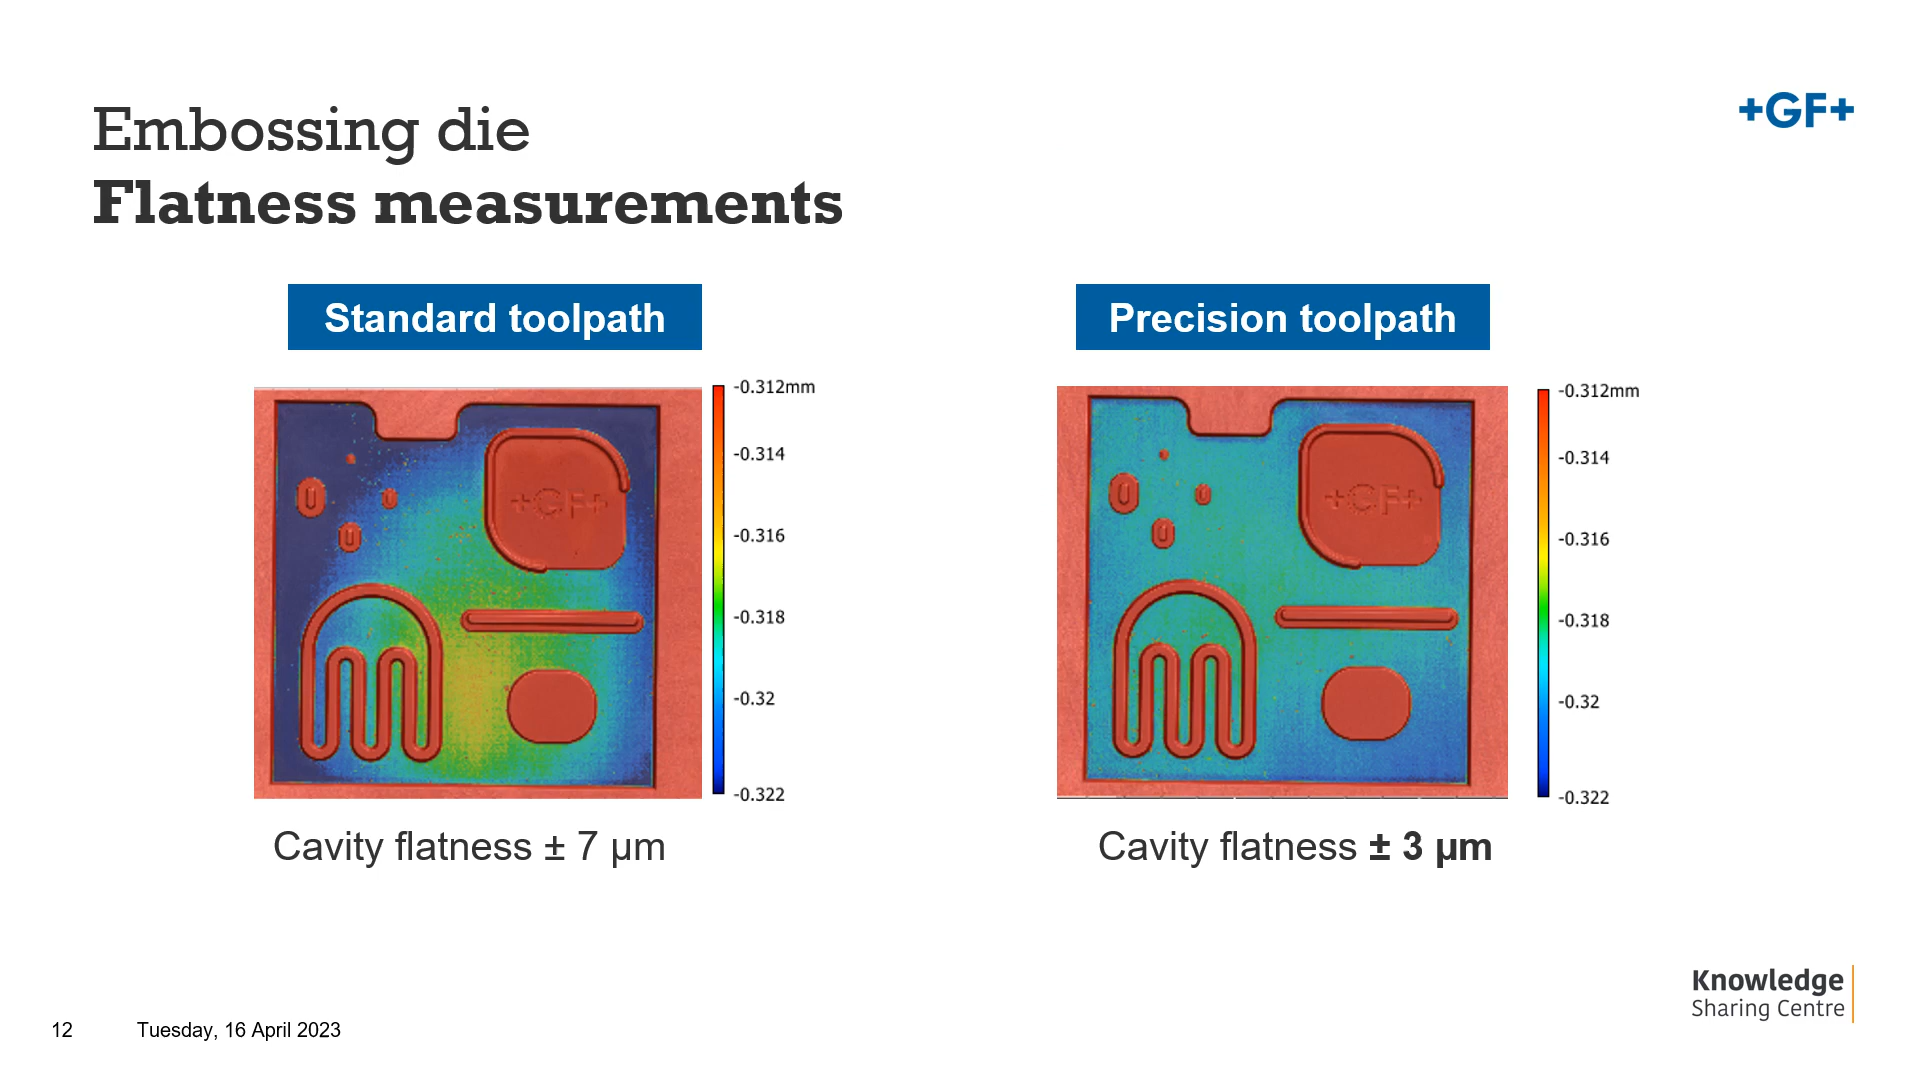 Embossing die
Flatness measurements
+GF+
Standard toolpath
Precision toolpath
+GF+
-0.312mm
-0.314
-0.316
-0.318
-0.32
-0.322
+GF+
-0.312mm
-0.314
-0.316
-0.318
-0.32
-0.322
Cavity flatness ± 7 μm
Cavity flatness ± 3 μm
Knowledge
Sharing Centre
12
Tuesday, 16 April 2023